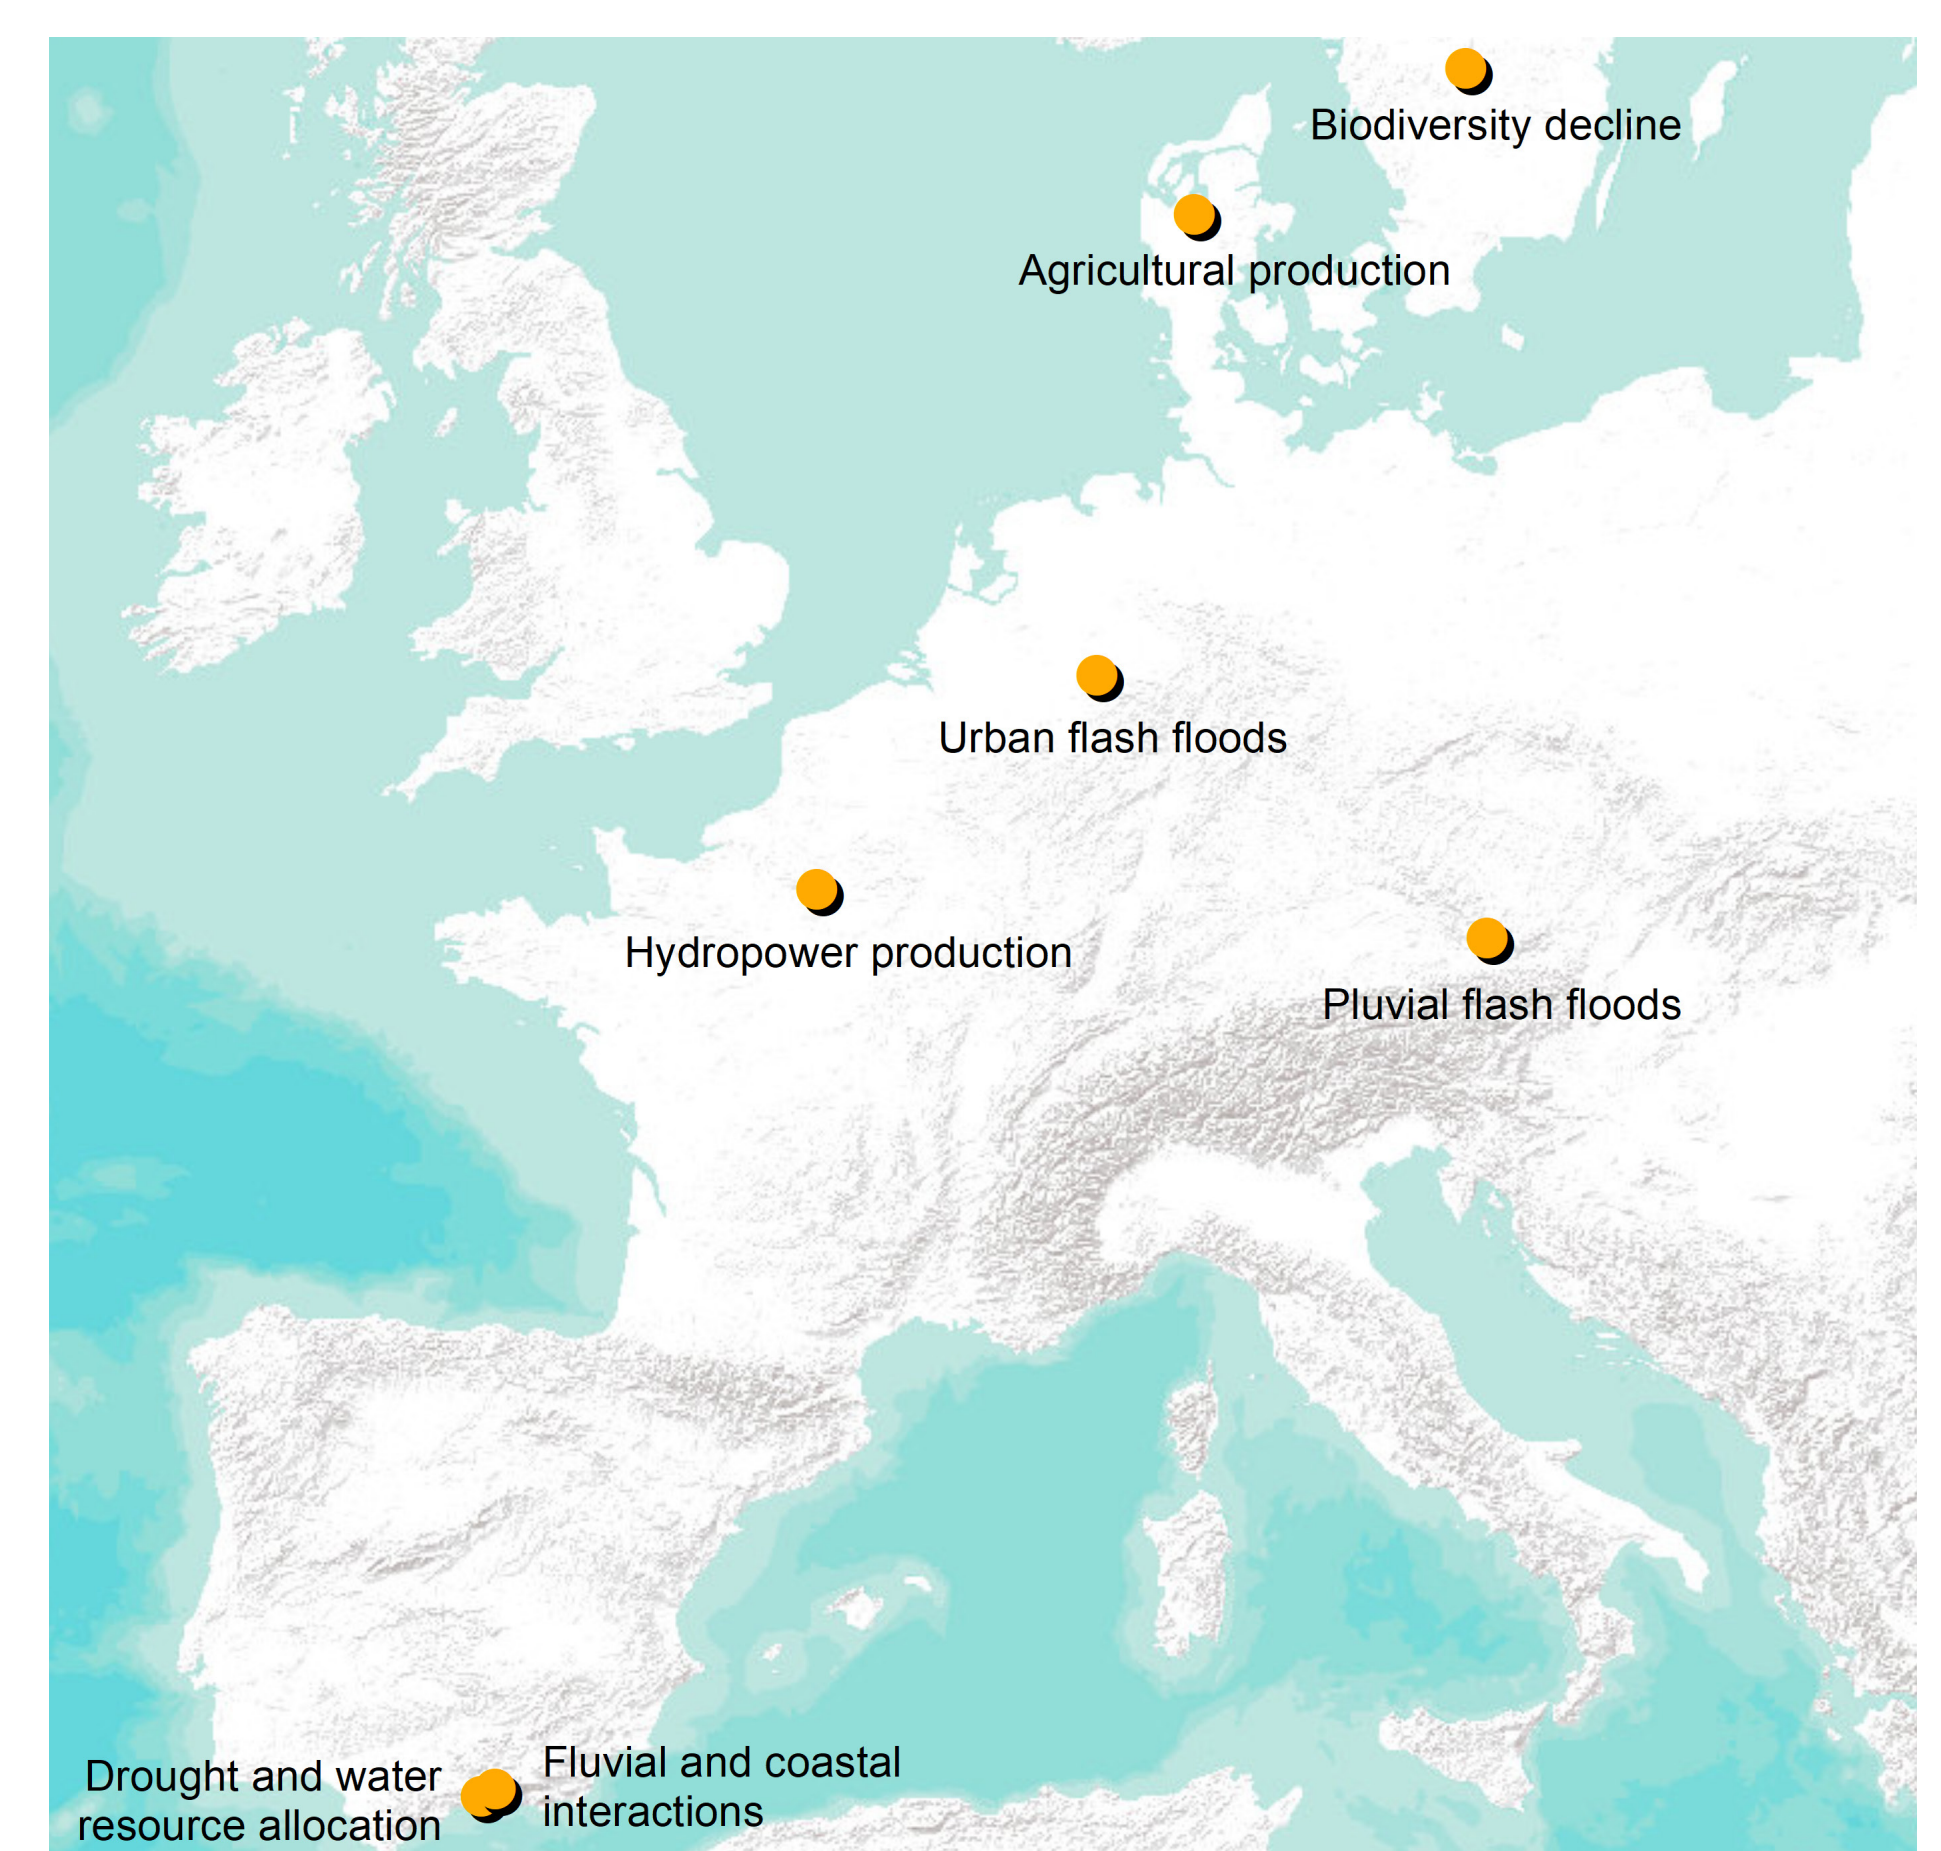 Biodiversity decline
Agricultural production
Urban flash floods
Hydropower production
Pluvial flash floods
Drought and water
resource allocation
Fluvial and coastal
interactions